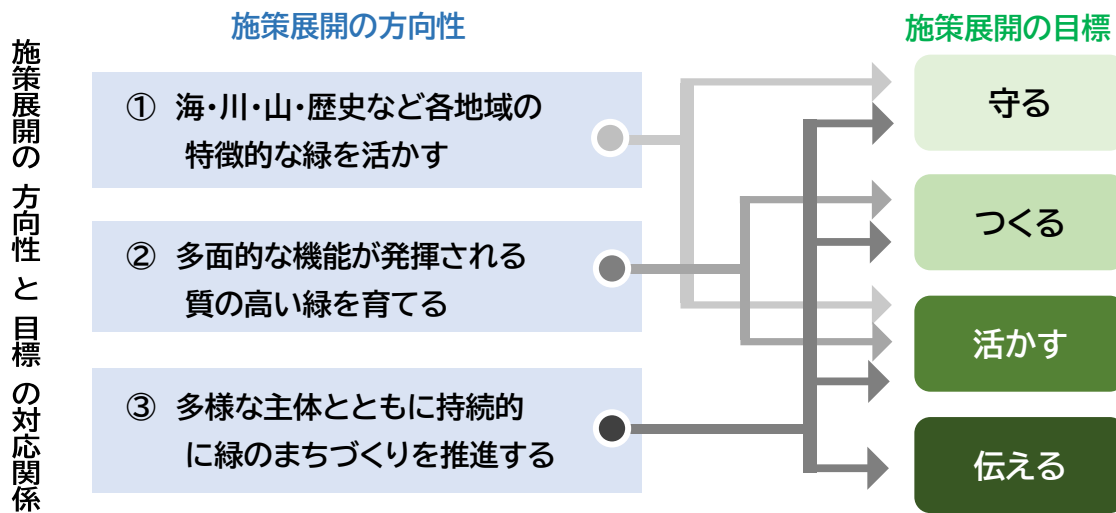 施策展開の方向性と目標の対応関係
施策展開の方向性
① 海・川・山・歴史など各地域の
特徴的な緑を活かす
② 多面的な機能が発揮される
質の高い緑を育てる
③ 多様な主体とともに持続的
に緑のまちづくりを推進する
施策展開の目標
守る
つくる
活かす
伝える